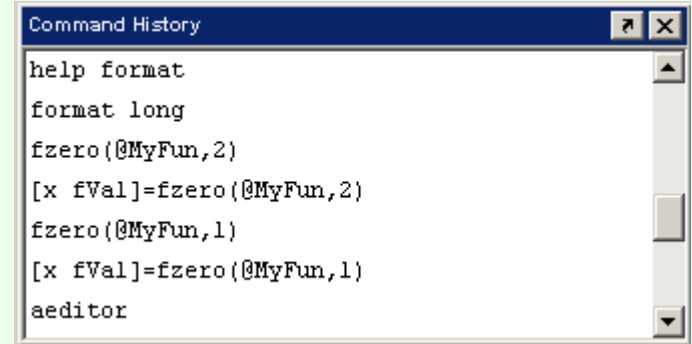 Command History
help format
format long
fzero(@MyFun,2)
[x fVal]=fzero(@MyFun,2)
fzero(@MyFun,1)
[x fVal]=fzero(@MyFun,1)
aeditor